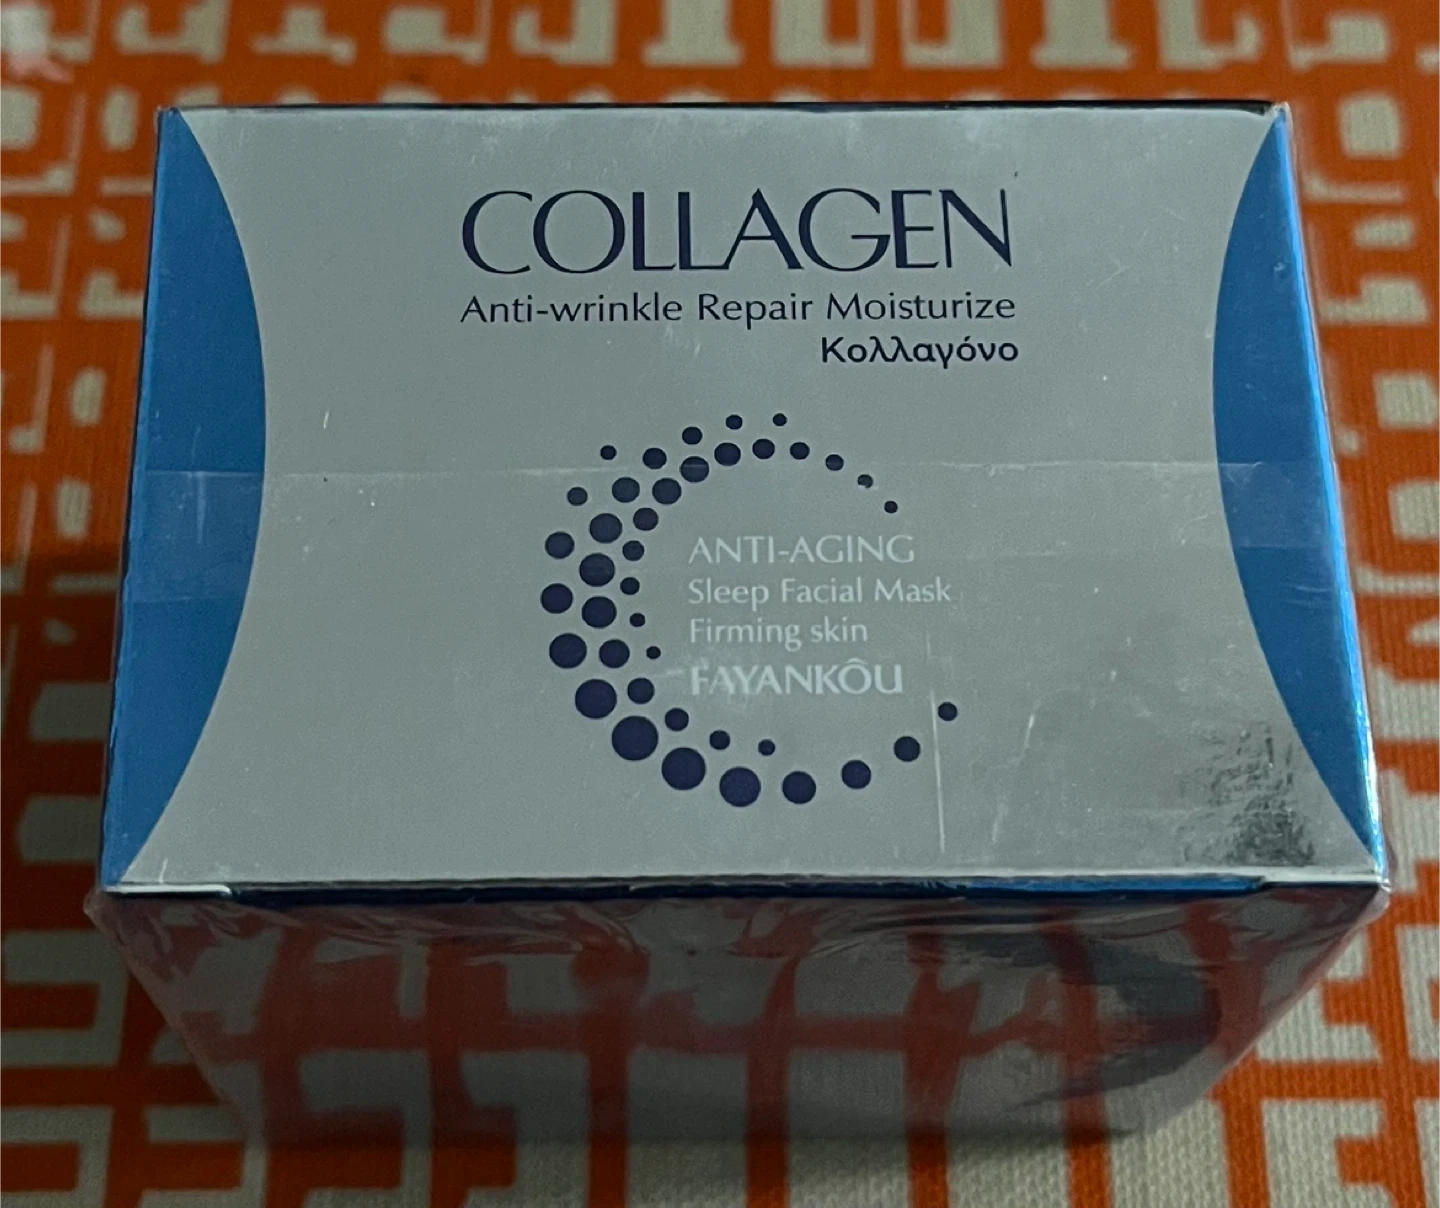 COLLAGEN
Anti-wrinkle Repair Moisturize
Κολλαγόνο
ANTI-AGING
Sleep Facial Mask
Firming skin
FAYANKÔU